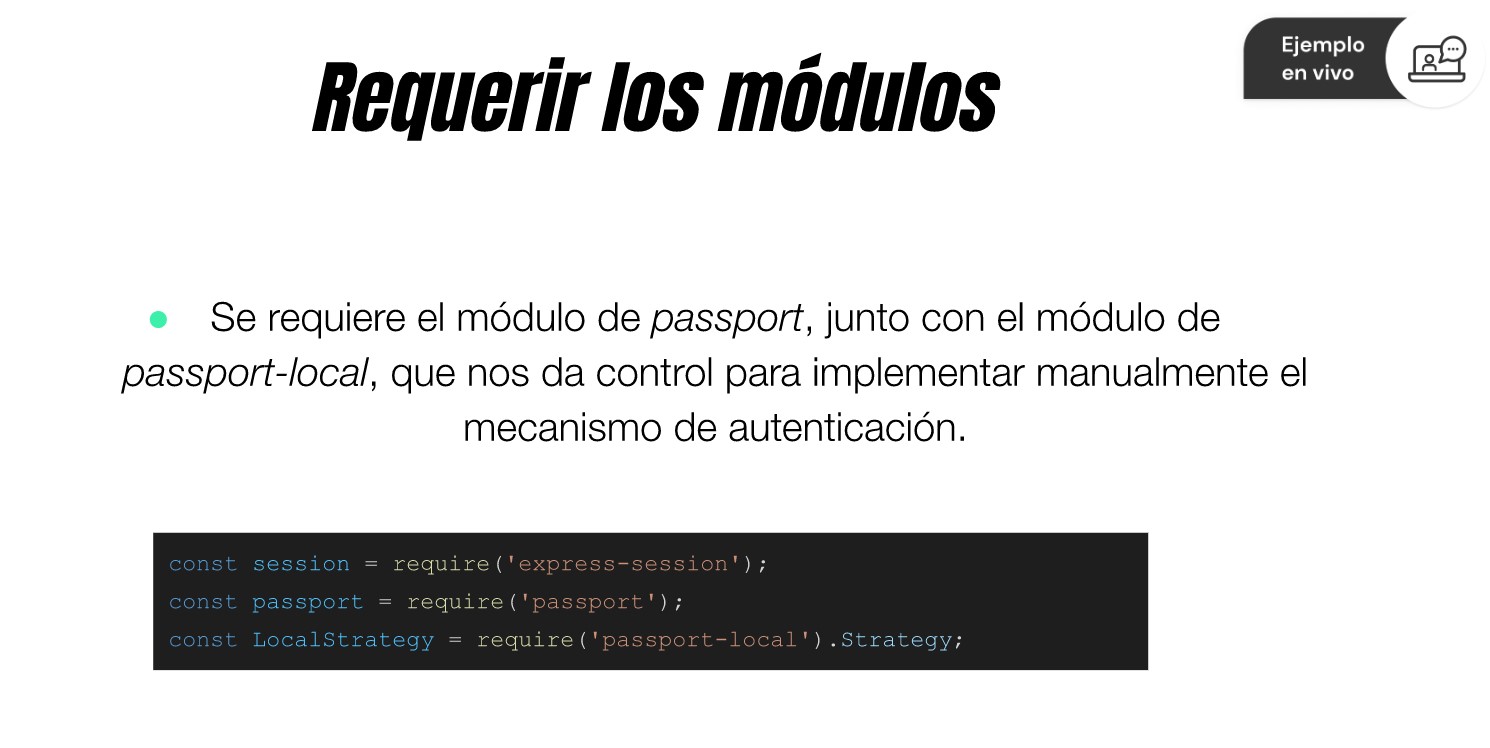 Ejemplo
en vivo
Requerir los módulos
● Se requiere el módulo de passport, junto con el módulo de
passport-local, que nos da control para implementar manualmente el
mecanismo de autenticación.
const session = require('express-session');
const passport = require('passport');
const LocalStrategy = require('passport-local').Strategy;